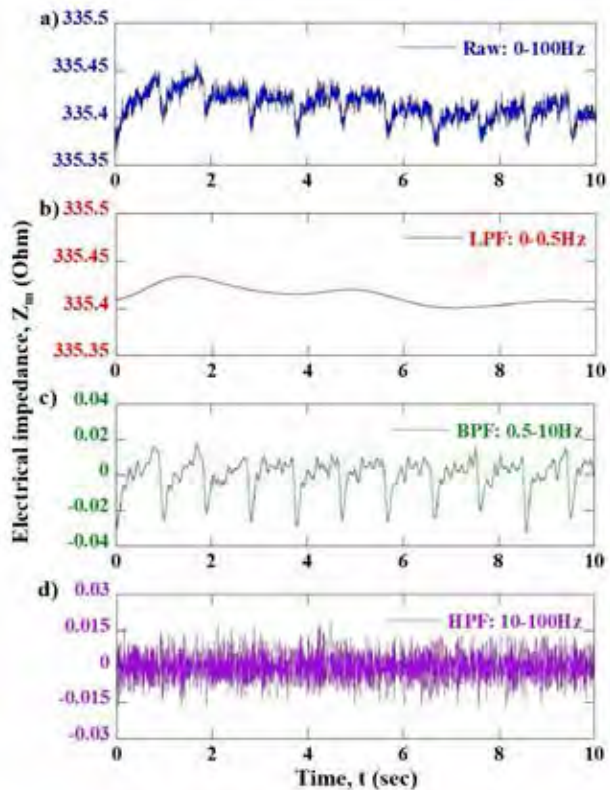 a) 335.5
Raw: 0-100Hz
335.45
335.4
335.35
0 2 4 6 8 10
b) 335.5
LPF: 0-0.5Hz
335.45
335.4
335.35
0 2 4 6 8 10
Electrical impedance, Zm (Ohm)
c) 0.04
BPF: 0.5-10Hz
0.02
0
-0.02
-0.04
0 2 4 6 8 10
d) 0.03
HPF: 10-100Hz
0.015
0
-0.015
-0.03
0 2 4 6 8 10
Time, t (sec)